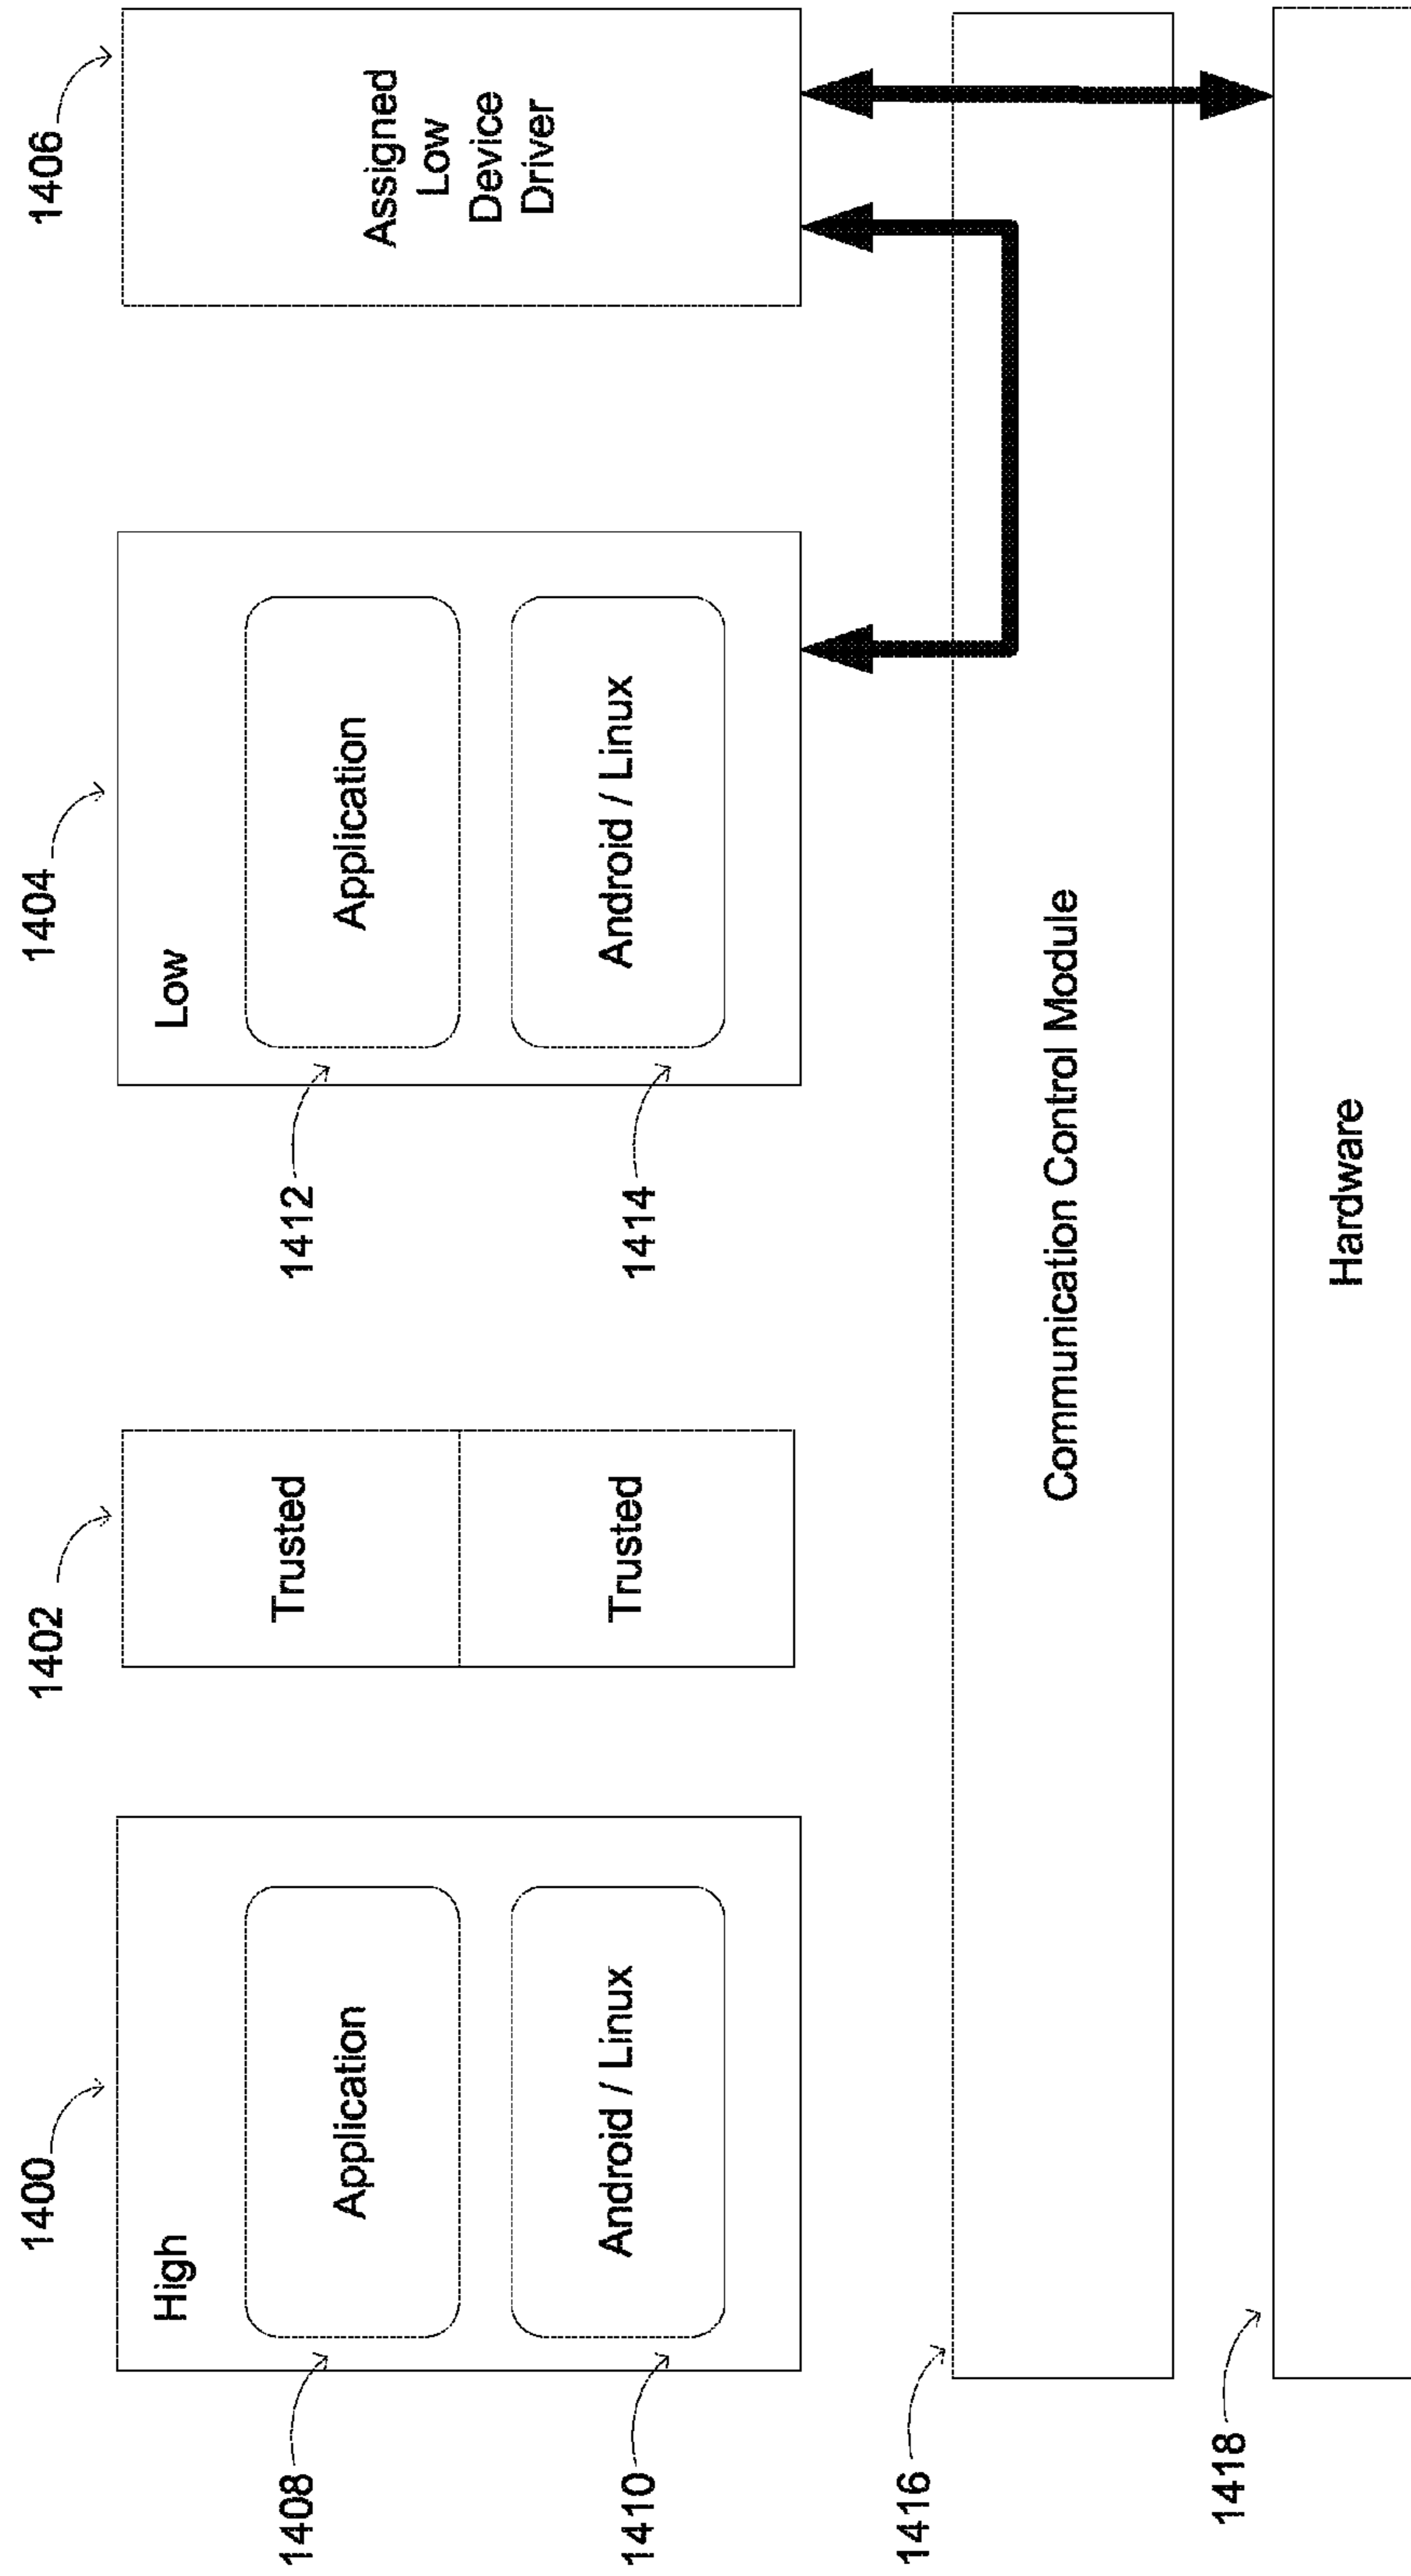 1400
1402
1404
1406
High
Application
Android / Linux
1408
1410
Trusted
Trusted
Low
Application
Android / Linux
1412
1414
Assigned
Low
Device
Driver
1416
Communication Control Module
1418
Hardware